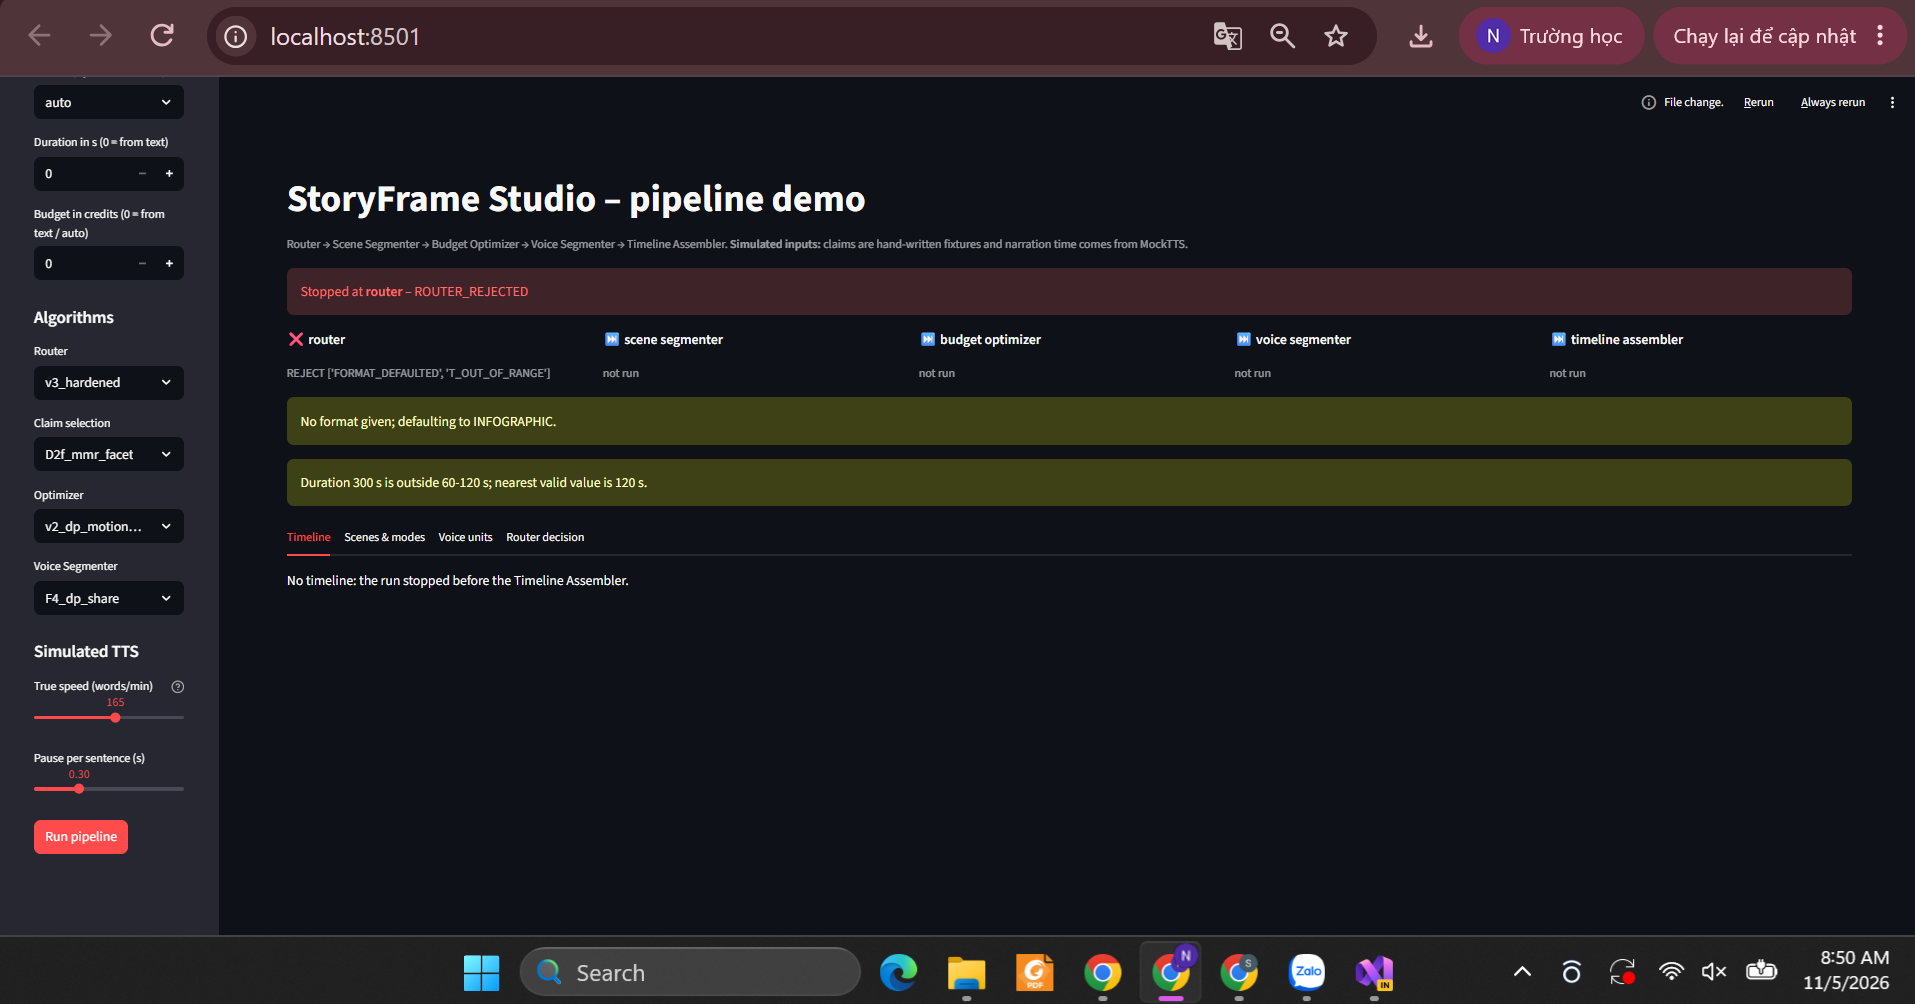 localhost:8501
N Trường học
Chạy lại để cập nhật
auto
Duration in s (0 = from text)
0 − +
Budget in credits (0 = from
text / auto)
0 − +
Algorithms
Router
v3_hardened
Claim selection
D2f_mmr_facet
Optimizer
v2_dp_motion...
Voice Segmenter
F4_dp_share
Simulated TTS
True speed (words/min)
165
Pause per sentence (s)
0.30
Run pipeline
File change. Rerun Always rerun
StoryFrame Studio – pipeline demo
Router → Scene Segmenter → Budget Optimizer → Voice Segmenter → Timeline Assembler. Simulated inputs: claims are hand-written fixtures and narration time comes from MockTTS.
Stopped at router – ROUTER_REJECTED
router scene segmenter budget optimizer voice segmenter timeline assembler
REJECT ['FORMAT_DEFAULTED', 'T_OUT_OF_RANGE'] not run not run not run not run
No format given; defaulting to INFOGRAPHIC.
Duration 300 s is outside 60-120 s; nearest valid value is 120 s.
Timeline Scenes & modes Voice units Router decision
No timeline: the run stopped before the Timeline Assembler.
Search
PDF
N
S
Zalo
IN
8:50 AM
11/5/2026